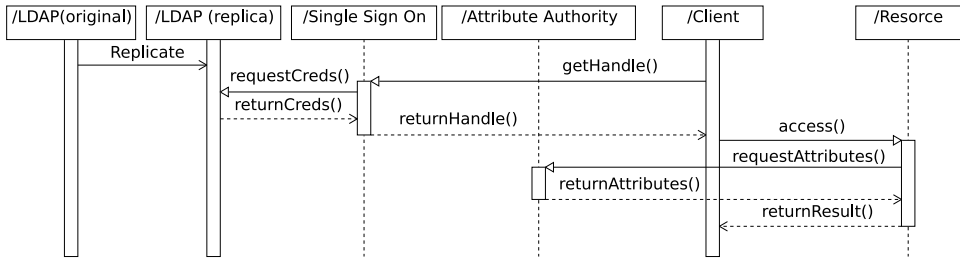 /LDAP(original)
/LDAP (replica)
/Single Sign On
/Attribute Authority
/Client
/Resorce
Replicate
getHandle()
requestCreds()
returnCreds()
returnHandle()
access()
requestAttributes()
returnAttributes()
returnResult()